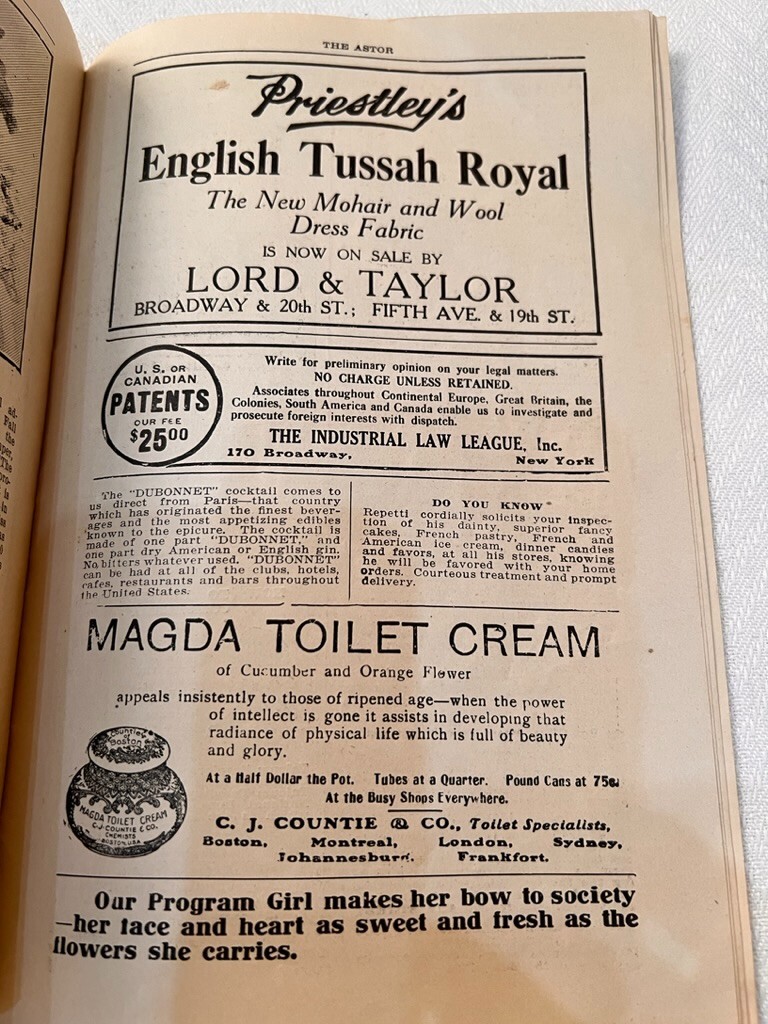 THE ASTOR
Priestley's
English Tussah Royal
The New Mohair and Wool
Dress Fabric
IS NOW ON SALE BY
LORD & TAYLOR
BROADWAY & 20th ST.; FIFTH AVE. & 19th ST.
U. S. OR
CANADIAN
PATENTS
OUR FEE
$25.00
Write for preliminary opinion on your legal matters.
NO CHARGE UNLESS RETAINED.
Associates throughout Continental Europe, Great Britain, the
Colonies, South America and Canada enable us to investigate and
prosecute foreign interests with dispatch.
THE INDUSTRIAL LAW LEAGUE, Inc.
170 Broadway, New York
The "DUBONNET" cocktail comes to
us direct from Paris—that country
which has originated the finest bever-
ages and the most appetizing edibles
known to the epicure. The cocktail is
made of one part "DUBONNET," and
one part dry American or English gin.
No bitters whatever used. "DUBONNET"
can be had at all of the clubs, hotels,
cafes, restaurants and bars throughout
the United States.
DO YOU KNOW
Repetti cordially solicits your inspec-
tion of his dainty, superior fancy
cakes, French pastry, French and
American ice cream, dinner candies
and favors, at all his stores, knowing
he will be favored with your home
orders. Courteous treatment and prompt
delivery.
MAGDA TOILET CREAM
of Cucumber and Orange Flower
appeals insistently to those of ripened age—when the power
of intellect is gone it assists in developing that
radiance of physical life which is full of beauty
and glory.
Countie
of Boston
MAGDA TOILET CREAM
C. J. COUNTIE & CO.
CHEMISTS
BOSTON, USA
At a Half Dollar the Pot. Tubes at a Quarter. Pound Cans at 75c.
At the Busy Shops Everywhere.
C. J. COUNTIE & CO., Toilet Specialists,
Boston, Montreal, London, Sydney,
Johannesburg. Frankfort.
Our Program Girl makes her bow to society
—her face and heart as sweet and fresh as the
flowers she carries.